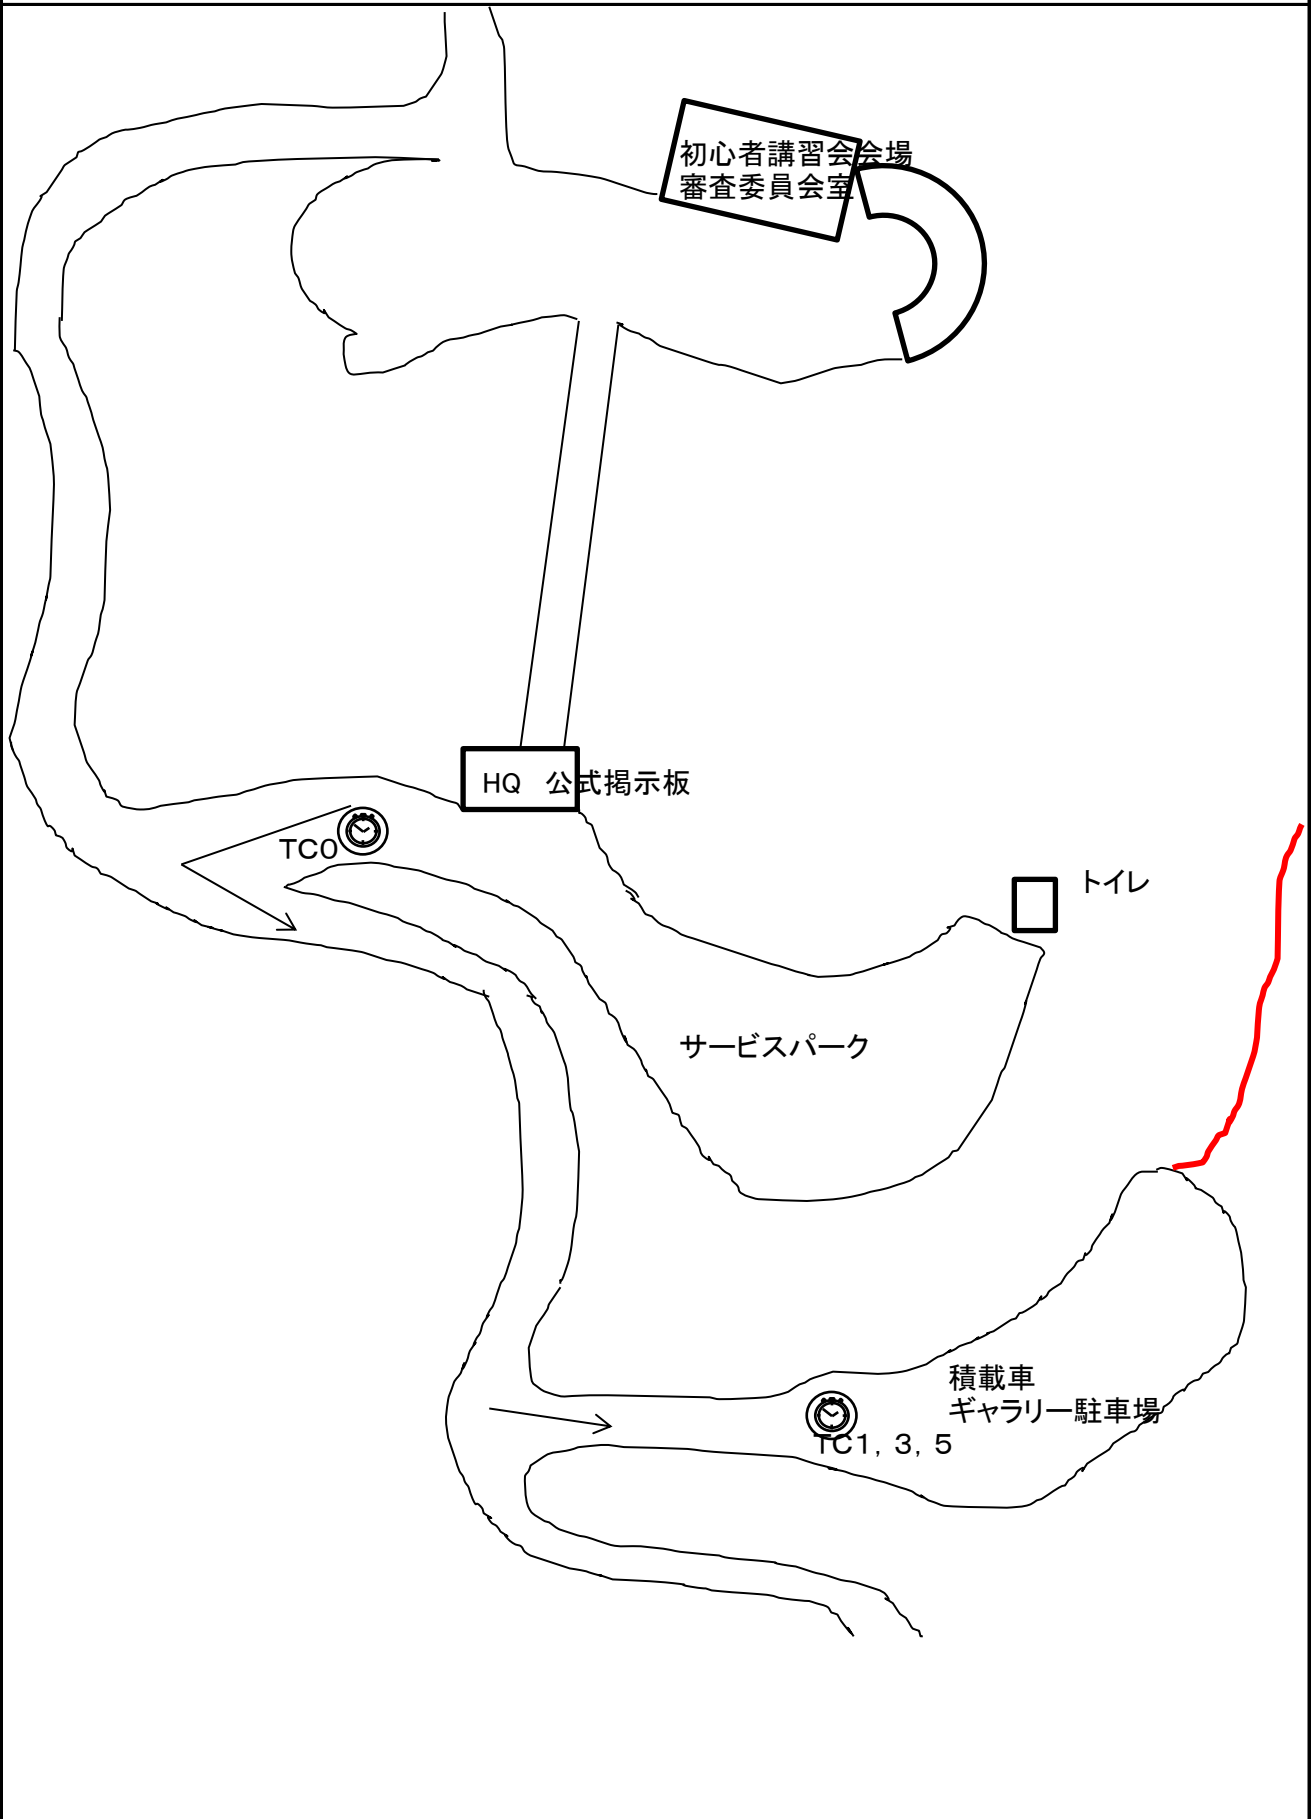 初心者講習会会場
審査委員会室
HQ　公式掲示板
TC0
トイレ
サービスパーク
積載車
ギャラリー駐車場
TC1，3，5